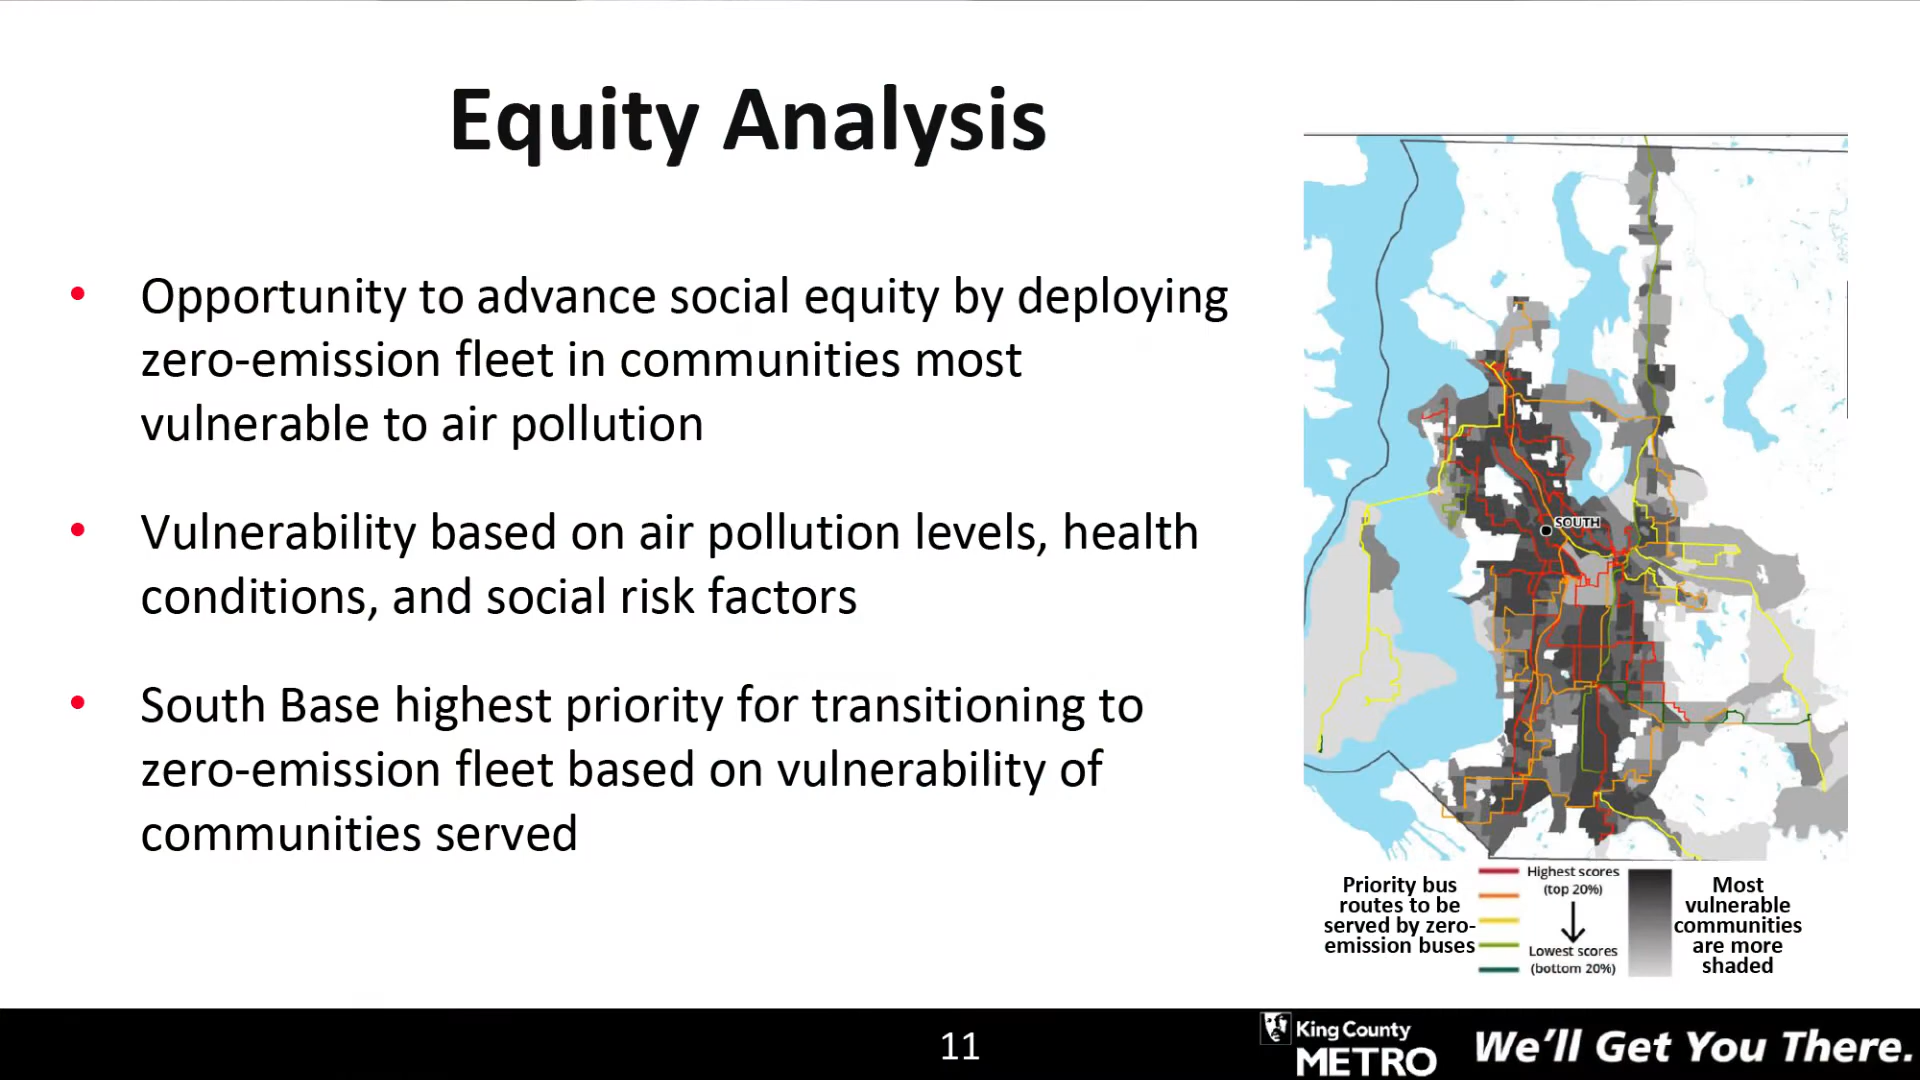 Equity Analysis
• Opportunity to advance social equity by deploying
zero-emission fleet in communities most
vulnerable to air pollution
• Vulnerability based on air pollution levels, health
conditions, and social risk factors
• South Base highest priority for transitioning to
zero-emission fleet based on vulnerability of
communities served
SOUTH
Priority bus
routes to be
served by zero-
emission buses
Highest scores
(top 20%)
Lowest scores
(bottom 20%)
Most
vulnerable
communities
are more
shaded
11
King County
METRO
We'll Get You There.